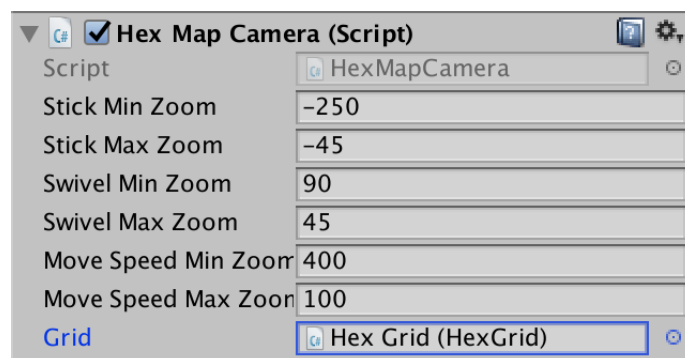 Hex Map Camera (Script)
Script HexMapCamera
Stick Min Zoom -250
Stick Max Zoom -45
Swivel Min Zoom 90
Swivel Max Zoom 45
Move Speed Min Zoom 400
Move Speed Max Zoon 100
Grid Hex Grid (HexGrid)